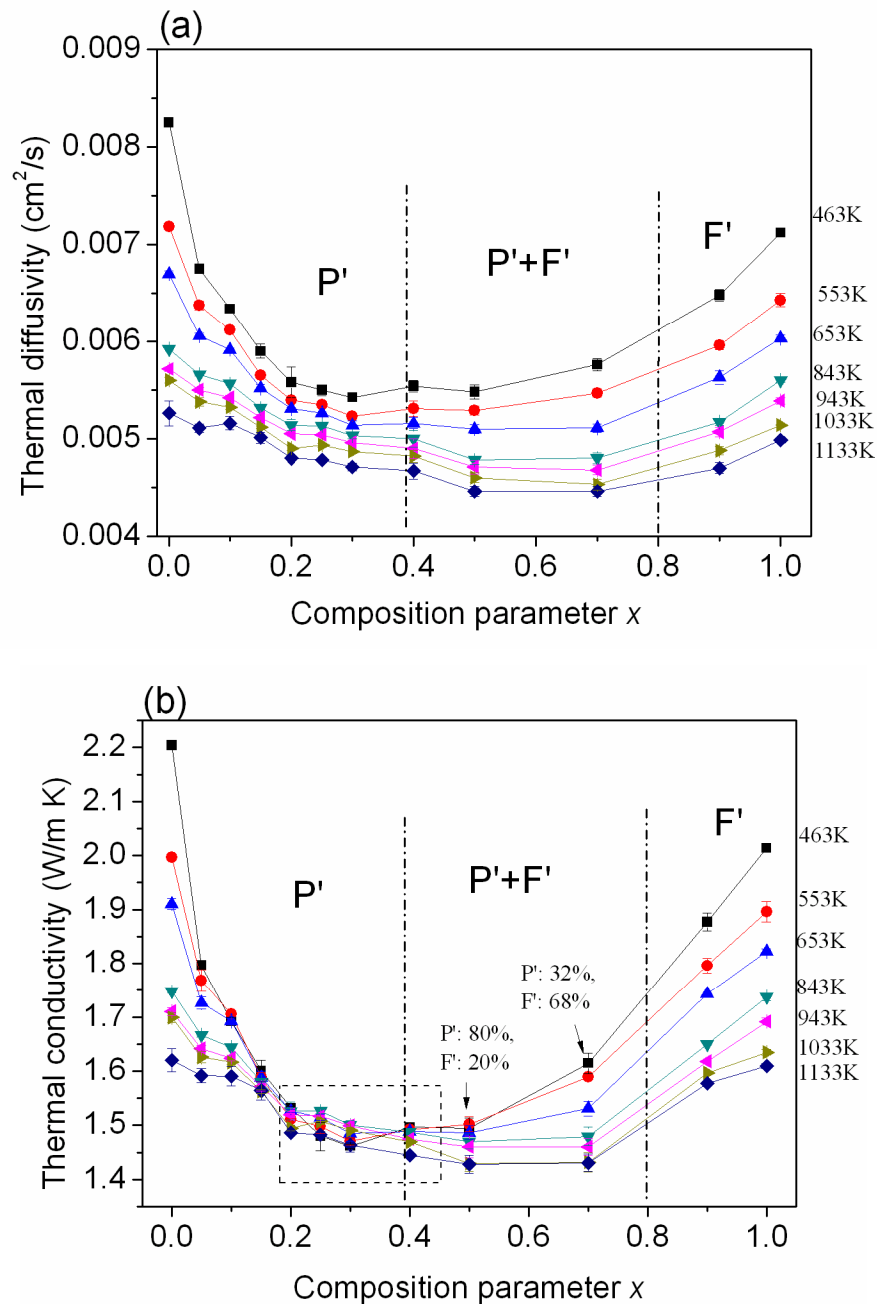 (a)
0.009
0.008
0.007
0.006
0.005
0.004
Thermal diffusivity (cm²/s)
P'
P'+F'
F'
463K
553K
653K
843K
943K
1033K
1133K
0.0 0.2 0.4 0.6 0.8 1.0
Composition parameter x
(b)
2.2
2.1
2.0
1.9
1.8
1.7
1.6
1.5
1.4
Thermal conductivity (W/m K)
P'
P'+F'
F'
P': 32%,
F': 68%
P': 80%,
F': 20%
463K
553K
653K
843K
943K
1033K
1133K
0.0 0.2 0.4 0.6 0.8 1.0
Composition parameter x